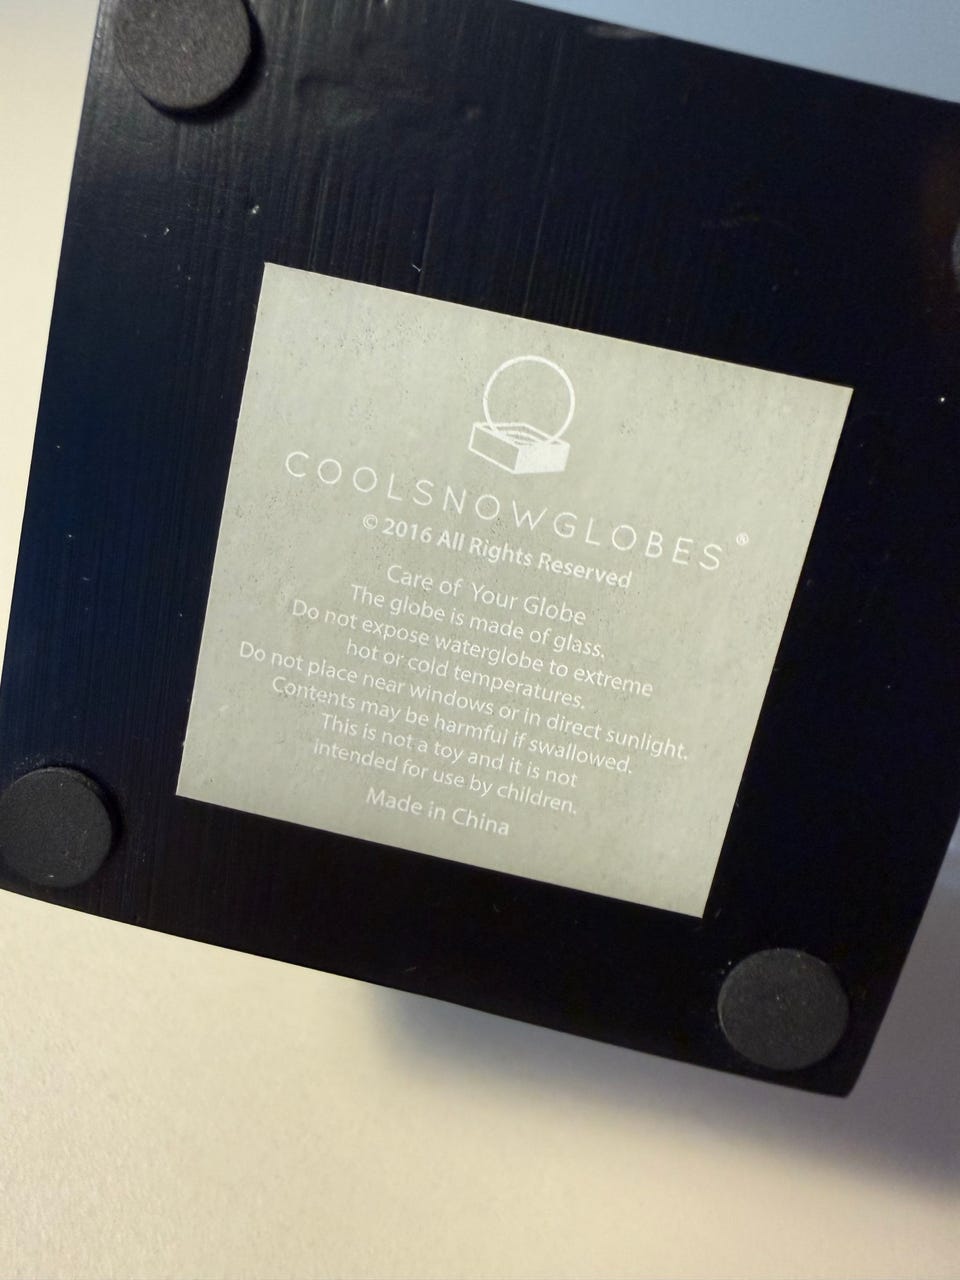 COOLSNOWGLOBES®
© 2016 All Rights Reserved
Care of Your Globe
The globe is made of glass.
Do not expose waterglobe to extreme
hot or cold temperatures.
Do not place near windows or in direct sunlight.
Contents may be harmful if swallowed.
This is not a toy and it is not
intended for use by children.
Made in China